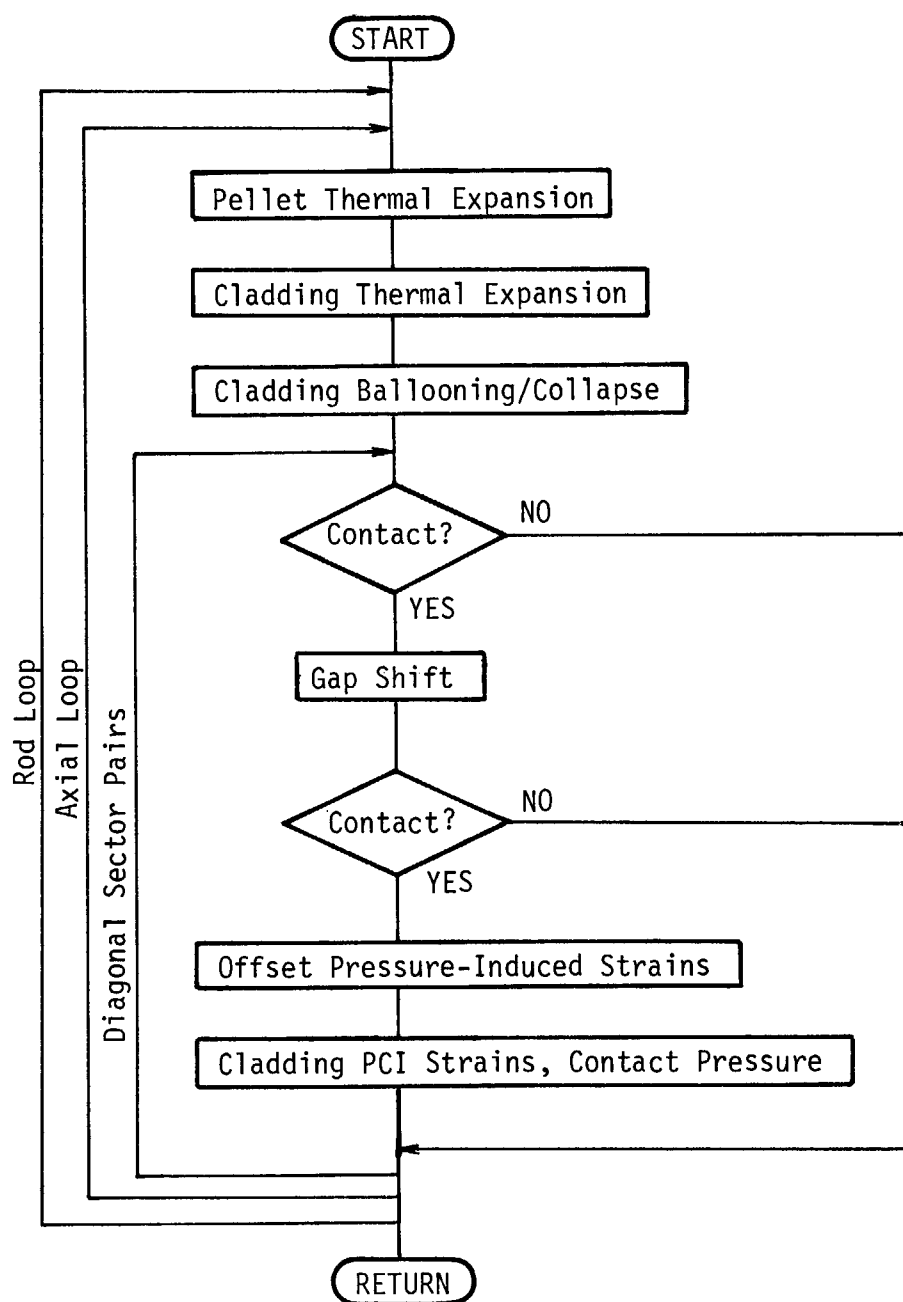 START
Pellet Thermal Expansion
Cladding Thermal Expansion
Cladding Ballooning/Collapse
Contact?
NO
YES
Gap Shift
Contact?
NO
YES
Offset Pressure-Induced Strains
Cladding PCI Strains, Contact Pressure
RETURN
Rod Loop
Axial Loop
Diagonal Sector Pairs